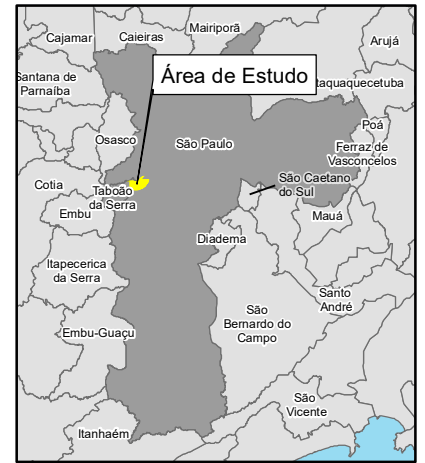 Mairiporã
Cajamar
Caieiras
Arujá
Área de Estudo
Santana de
Parnaíba
Itaquaquecetuba
Poá
Osasco
São Paulo
Ferraz de
Vasconcelos
São Caetano
do Sul
Cotia
Taboão
da Serra
Embu
Mauá
Diadema
Itapecerica
da Serra
Santo
André
São
Bernardo do
Campo
Embu-Guaçu
São
Vicente
Itanhaém